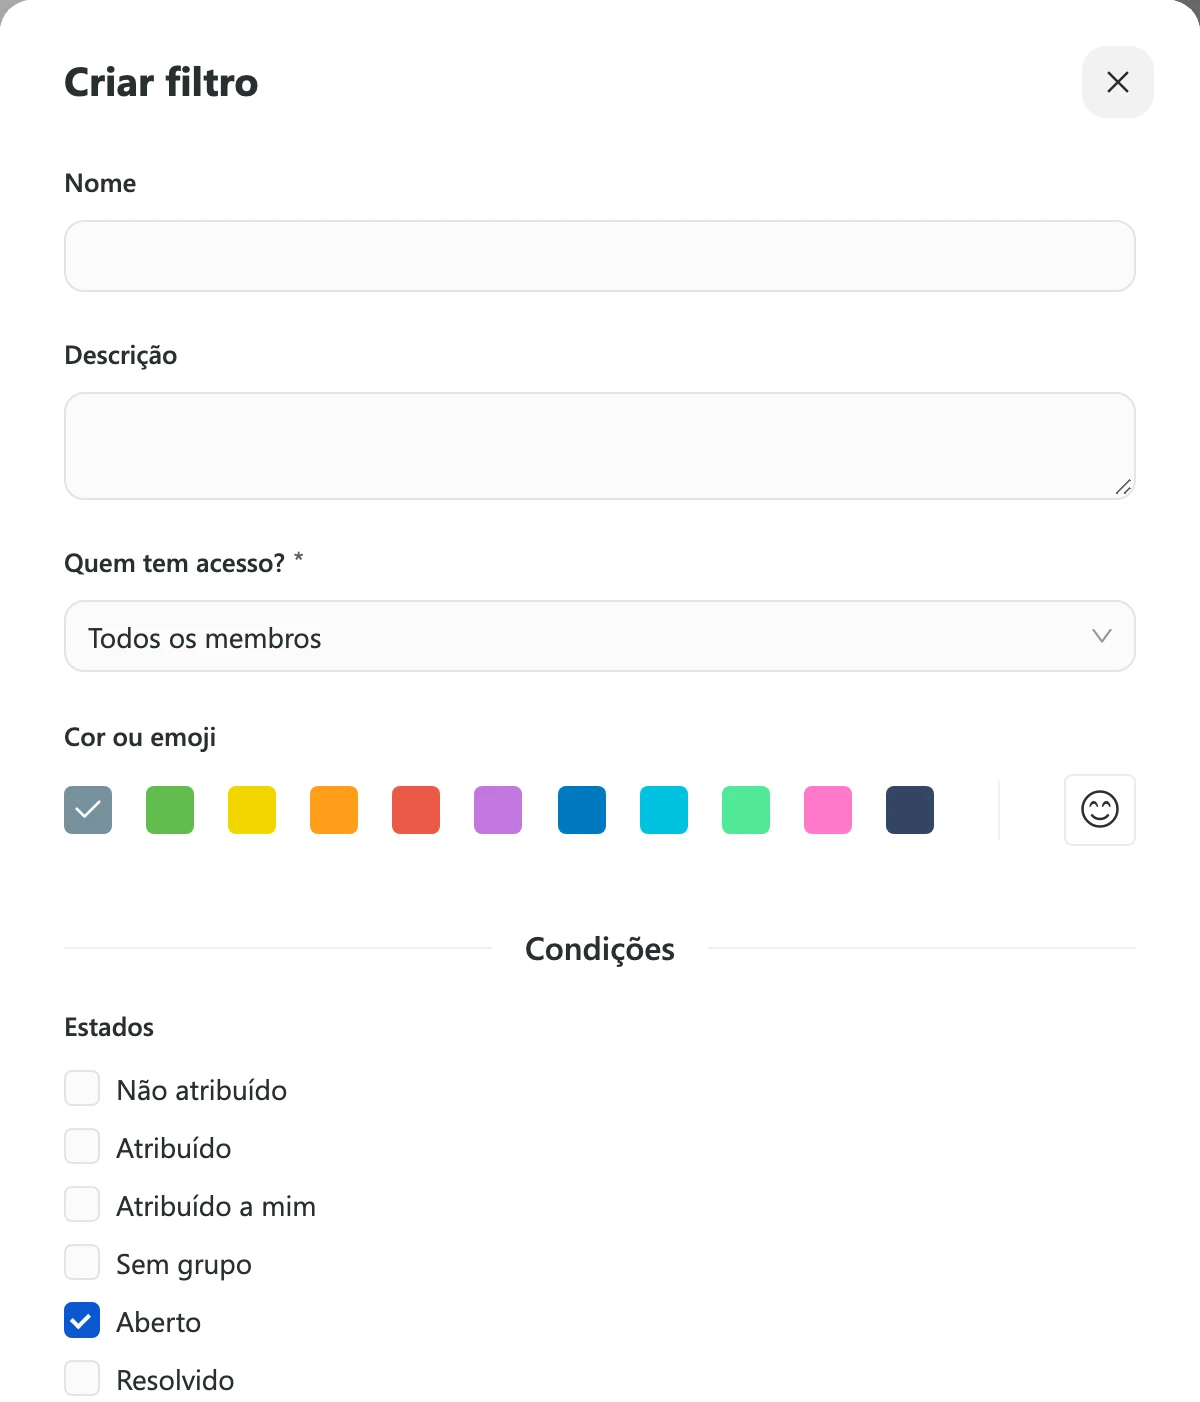 Criar filtro
Nome
Descrição
Quem tem acesso? *
Todos os membros
Cor ou emoji
Condições
Estados
Não atribuído
Atribuído
Atribuído a mim
Sem grupo
Aberto
Resolvido